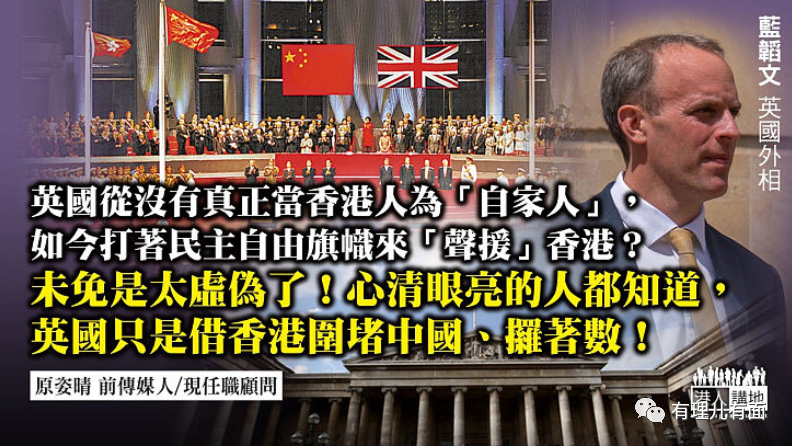 藍韜文 英國外相
英國從沒有真正當香港人為「自家人」，
如今打著民主自由旗幟來「聲援」香港？
未免是太虛偽了！心清眼亮的人都知道，
英國只是借香港圍堵中國、攞著數！
原姿晴 前傳媒人/現任職顧問
港人講地
有理儿有面